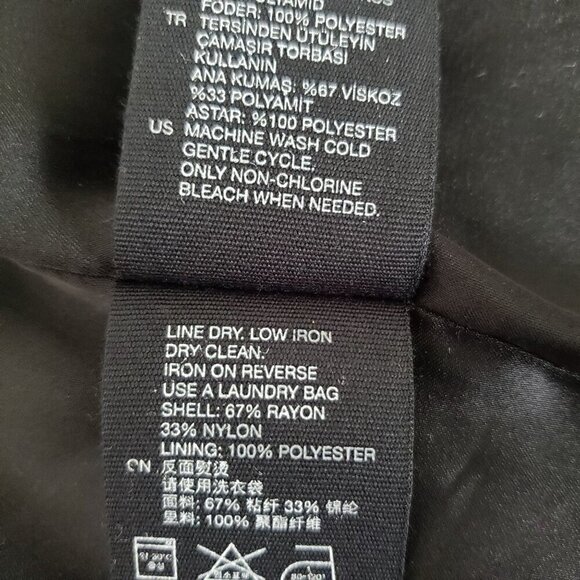 FODER: 100% POLYESTER
TR TERSİNDEN ÜTÜLEYİN
ÇAMAŞIR TORBASI
KULLANIN
ANA KUMAŞ: %67 VİSKOZ
%33 POLYAMİT
ASTAR: %100 POLYESTER
US MACHINE WASH COLD
GENTLE CYCLE.
ONLY NON-CHLORINE
BLEACH WHEN NEEDED.
LINE DRY. LOW IRON
DRY CLEAN.
IRON ON REVERSE
USE A LAUNDRY BAG
SHELL: 67% RAYON
33% NYLON
LINING: 100% POLYESTER
CN 反面熨烫
请使用洗衣袋
面料: 67% 粘纤 33% 锦纶
里料: 100% 聚酯纤维